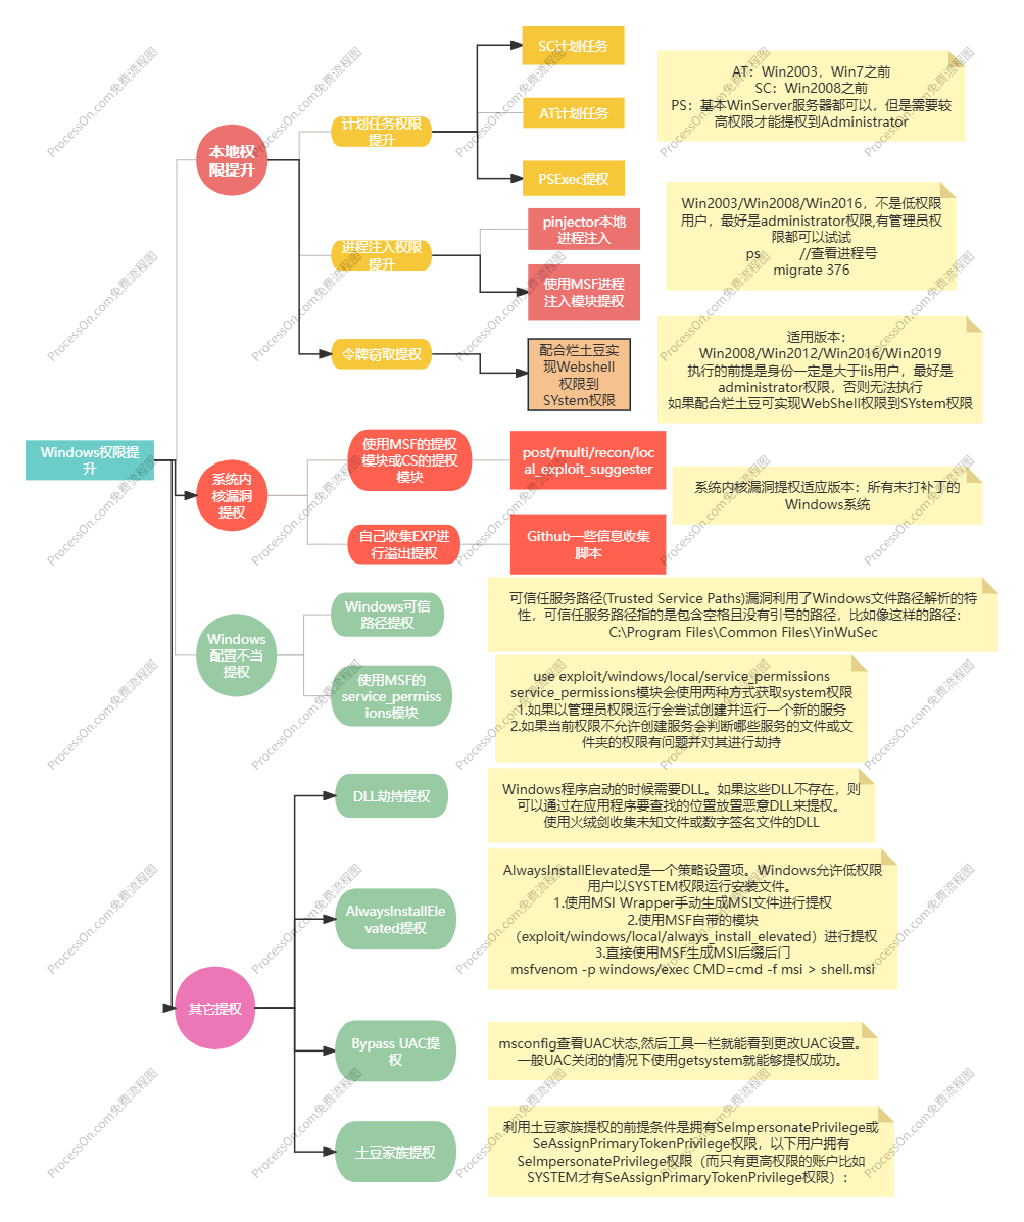 SC计划任务
AT：Win2003，Win7之前
SC：Win2008之前
PS：基本WinServer服务器都可以，但是需要较
高权限才能提权到Administrator
AT计划任务
计划任务权限
提升
本地权
限提升
PSExec提权
pinjector本地
进程注入
Win2003/Win2008/Win2016，不是低权限
用户，最好是administrator权限,有管理员权
限都可以试试
ps //查看进程号
migrate 376
进程注入权限
提升
使用MSF进程
注入模块提权
令牌窃取提权
配合烂土豆实
现Webshell
权限到
SYstem权限
适用版本：
Win2008/Win2012/Win2016/Win2019
执行的前提是身份一定是大于iis用户，最好是
administrator权限，否则无法执行
如果配合烂土豆可实现WebShell权限到SYstem权限
Windows权限提
升
使用MSF的提权
模块或CS的提权
模块
post/multi/recon/loc
al_exploit_suggester
系统内
核漏洞
提权
系统内核漏洞提权适应版本：所有未打补丁的
Windows系统
自己收集EXP进
行溢出提权
Github一些信息收集
脚本
Windows可信
路径提权
可信任服务路径(Trusted Service Paths)漏洞利用了Windows文件路径解析的特
性，可信任服务路径指的是包含空格且没有引号的路径，比如像这样的路径：
C:\Program Files\Common Files\YinWuSec
Windows
配置不当
提权
使用MSF的
service_permiss
ions模块
use exploit/windows/local/service_permissions
service_permissions模块会使用两种方式获取system权限
1.如果以管理员权限运行会尝试创建并运行一个新的服务
2.如果当前权限不允许创建服务会判断哪些服务的文件或文
件夹的权限有问题并对其进行劫持
DLL劫持提权
Windows程序启动的时候需要DLL。如果这些DLL不存在，则
可以通过在应用程序要查找的位置放置恶意DLL来提权。
使用火绒剑收集未知文件或数字签名文件的DLL
AlwaysInstallEle
vated提权
AlwaysInstallElevated是一个策略设置项。Windows允许低权限
用户以SYSTEM权限运行安装文件。
1.使用MSI Wrapper手动生成MSI文件进行提权
2.使用MSF自带的模块
（exploit/windows/local/always_install_elevated）进行提权
3.直接使用MSF生成MSI后缀后门
msfvenom -p windows/exec CMD=cmd -f msi > shell.msi
其它提权
Bypass UAC提
权
msconfig查看UAC状态,然后工具一栏就能看到更改UAC设置。
一般UAC关闭的情况下使用getsystem就能够提权成功。
土豆家族提权
利用土豆家族提权的前提条件是拥有SeImpersonatePrivilege或
SeAssignPrimaryTokenPrivilege权限，以下用户拥有
SeImpersonatePrivilege权限（而只有更高权限的账户比如
SYSTEM才有SeAssignPrimaryTokenPrivilege权限）：
ProcessOn.com免费流程图